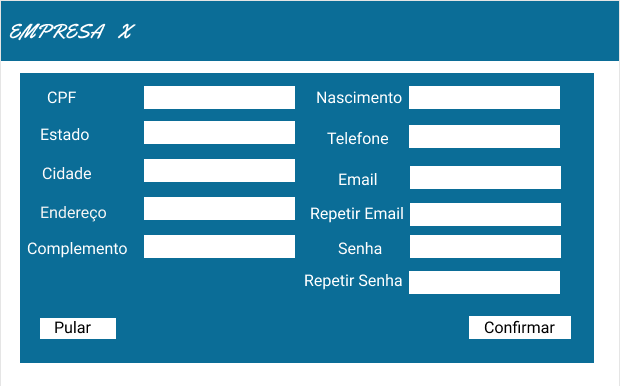 EMPRESA X
CPF
Estado
Cidade
Endereço
Complemento
Nascimento
Telefone
Email
Repetir Email
Senha
Repetir Senha
Pular
Confirmar